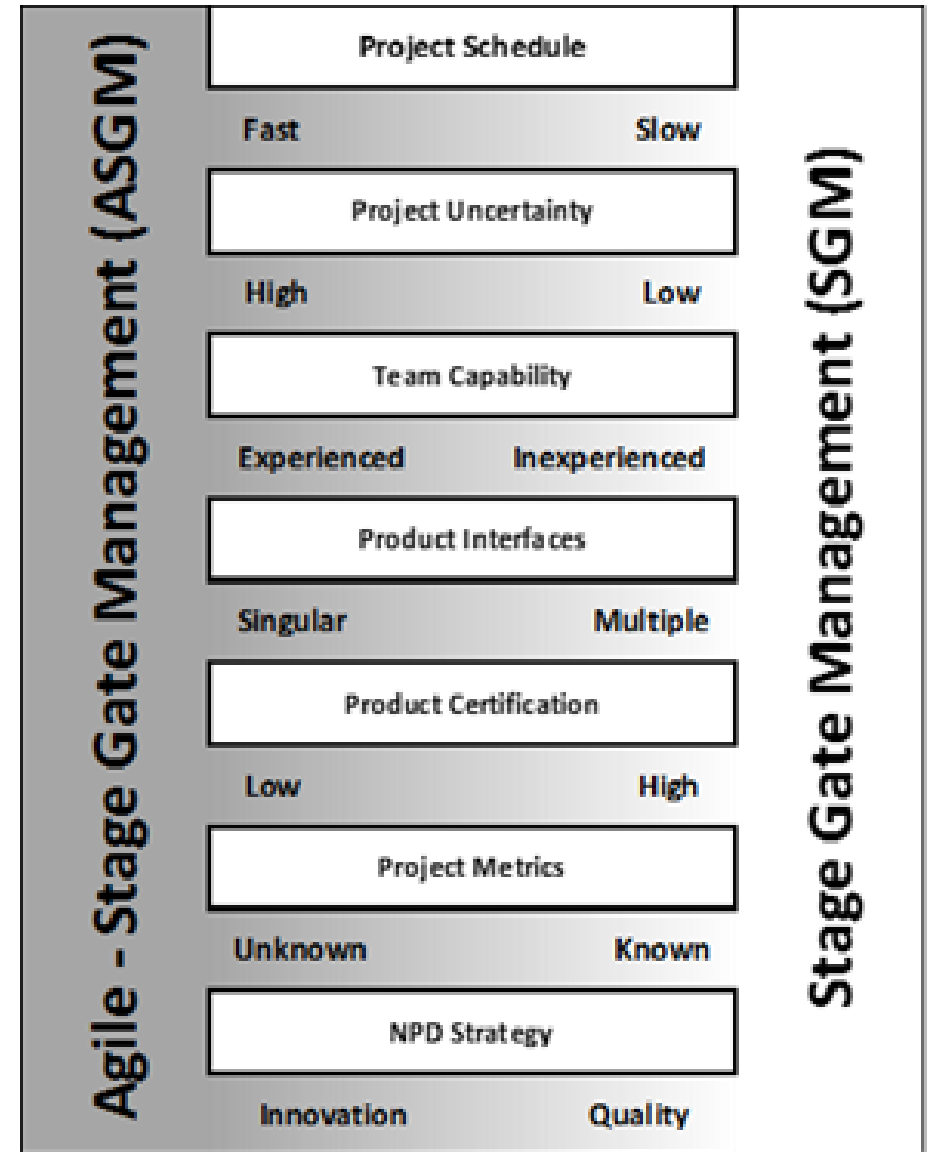 Agile - Stage Gate Management (ASGM)
Project Schedule
Fast Slow
Project Uncertainty
High Low
Team Capability
Experienced Inexperienced
Product Interfaces
Singular Multiple
Product Certification
Low High
Project Metrics
Unknown Known
NPD Strategy
Innovation Quality
Stage Gate Management (SGM)